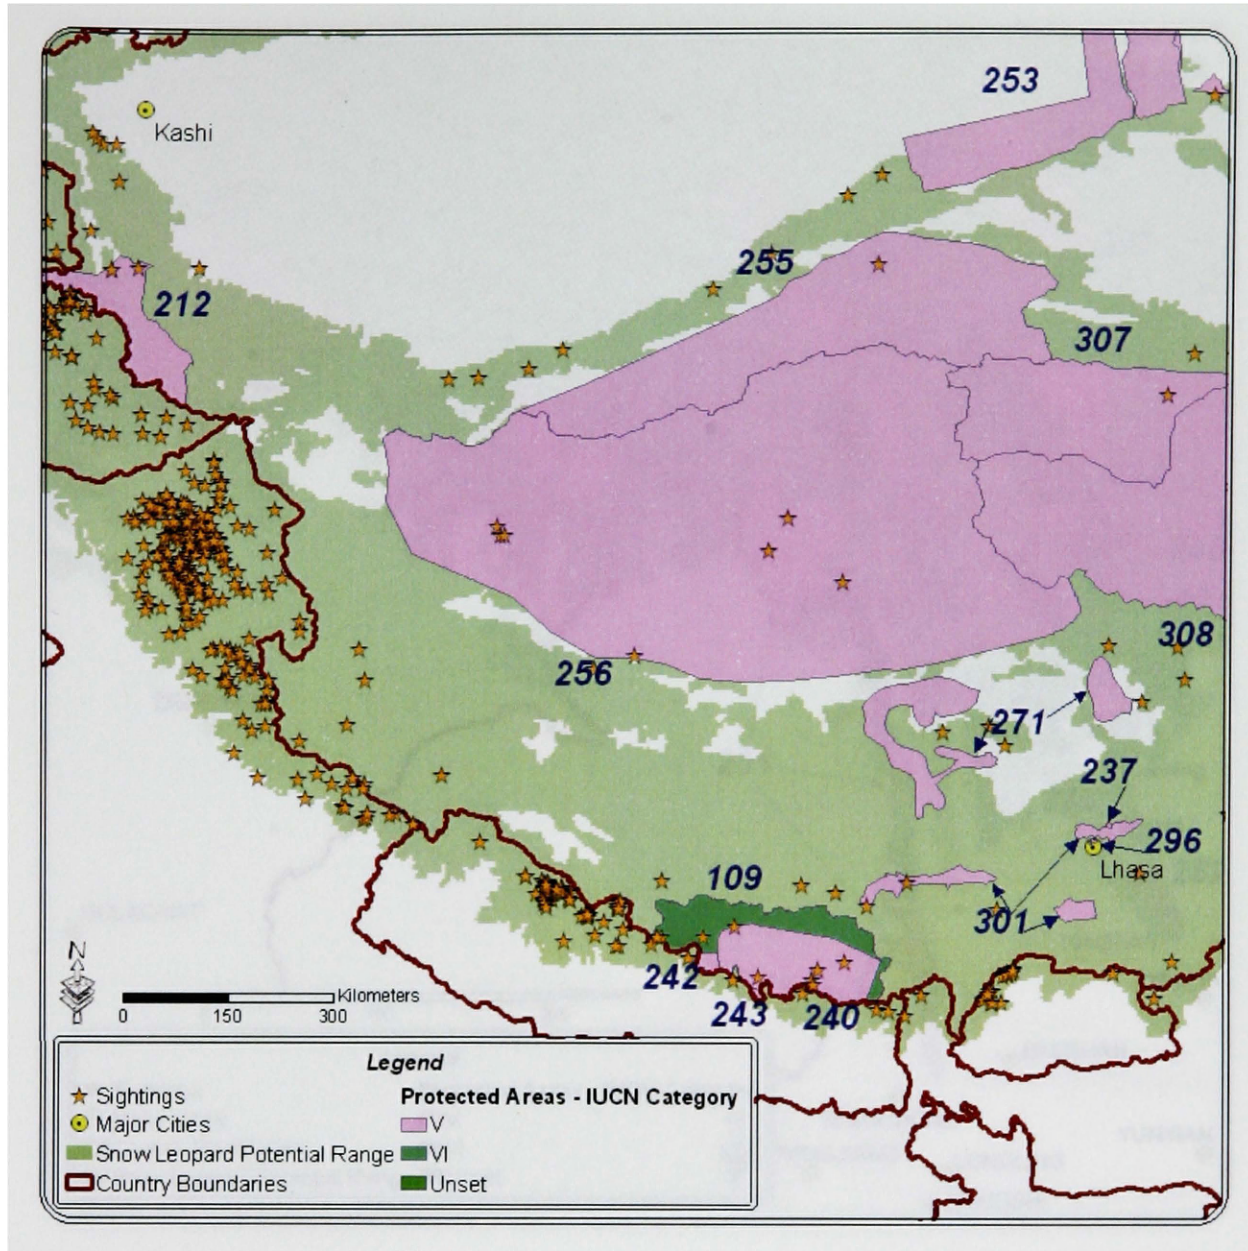 253
Kashi
255
212
307
308
256
271
237
296
Lhasa
109
301
242
243
240
N
Kilometers
0 150 300
Legend
Sightings
Major Cities
Snow Leopard Potential Range
Country Boundaries
Protected Areas - IUCN Category
V
VI
Unset